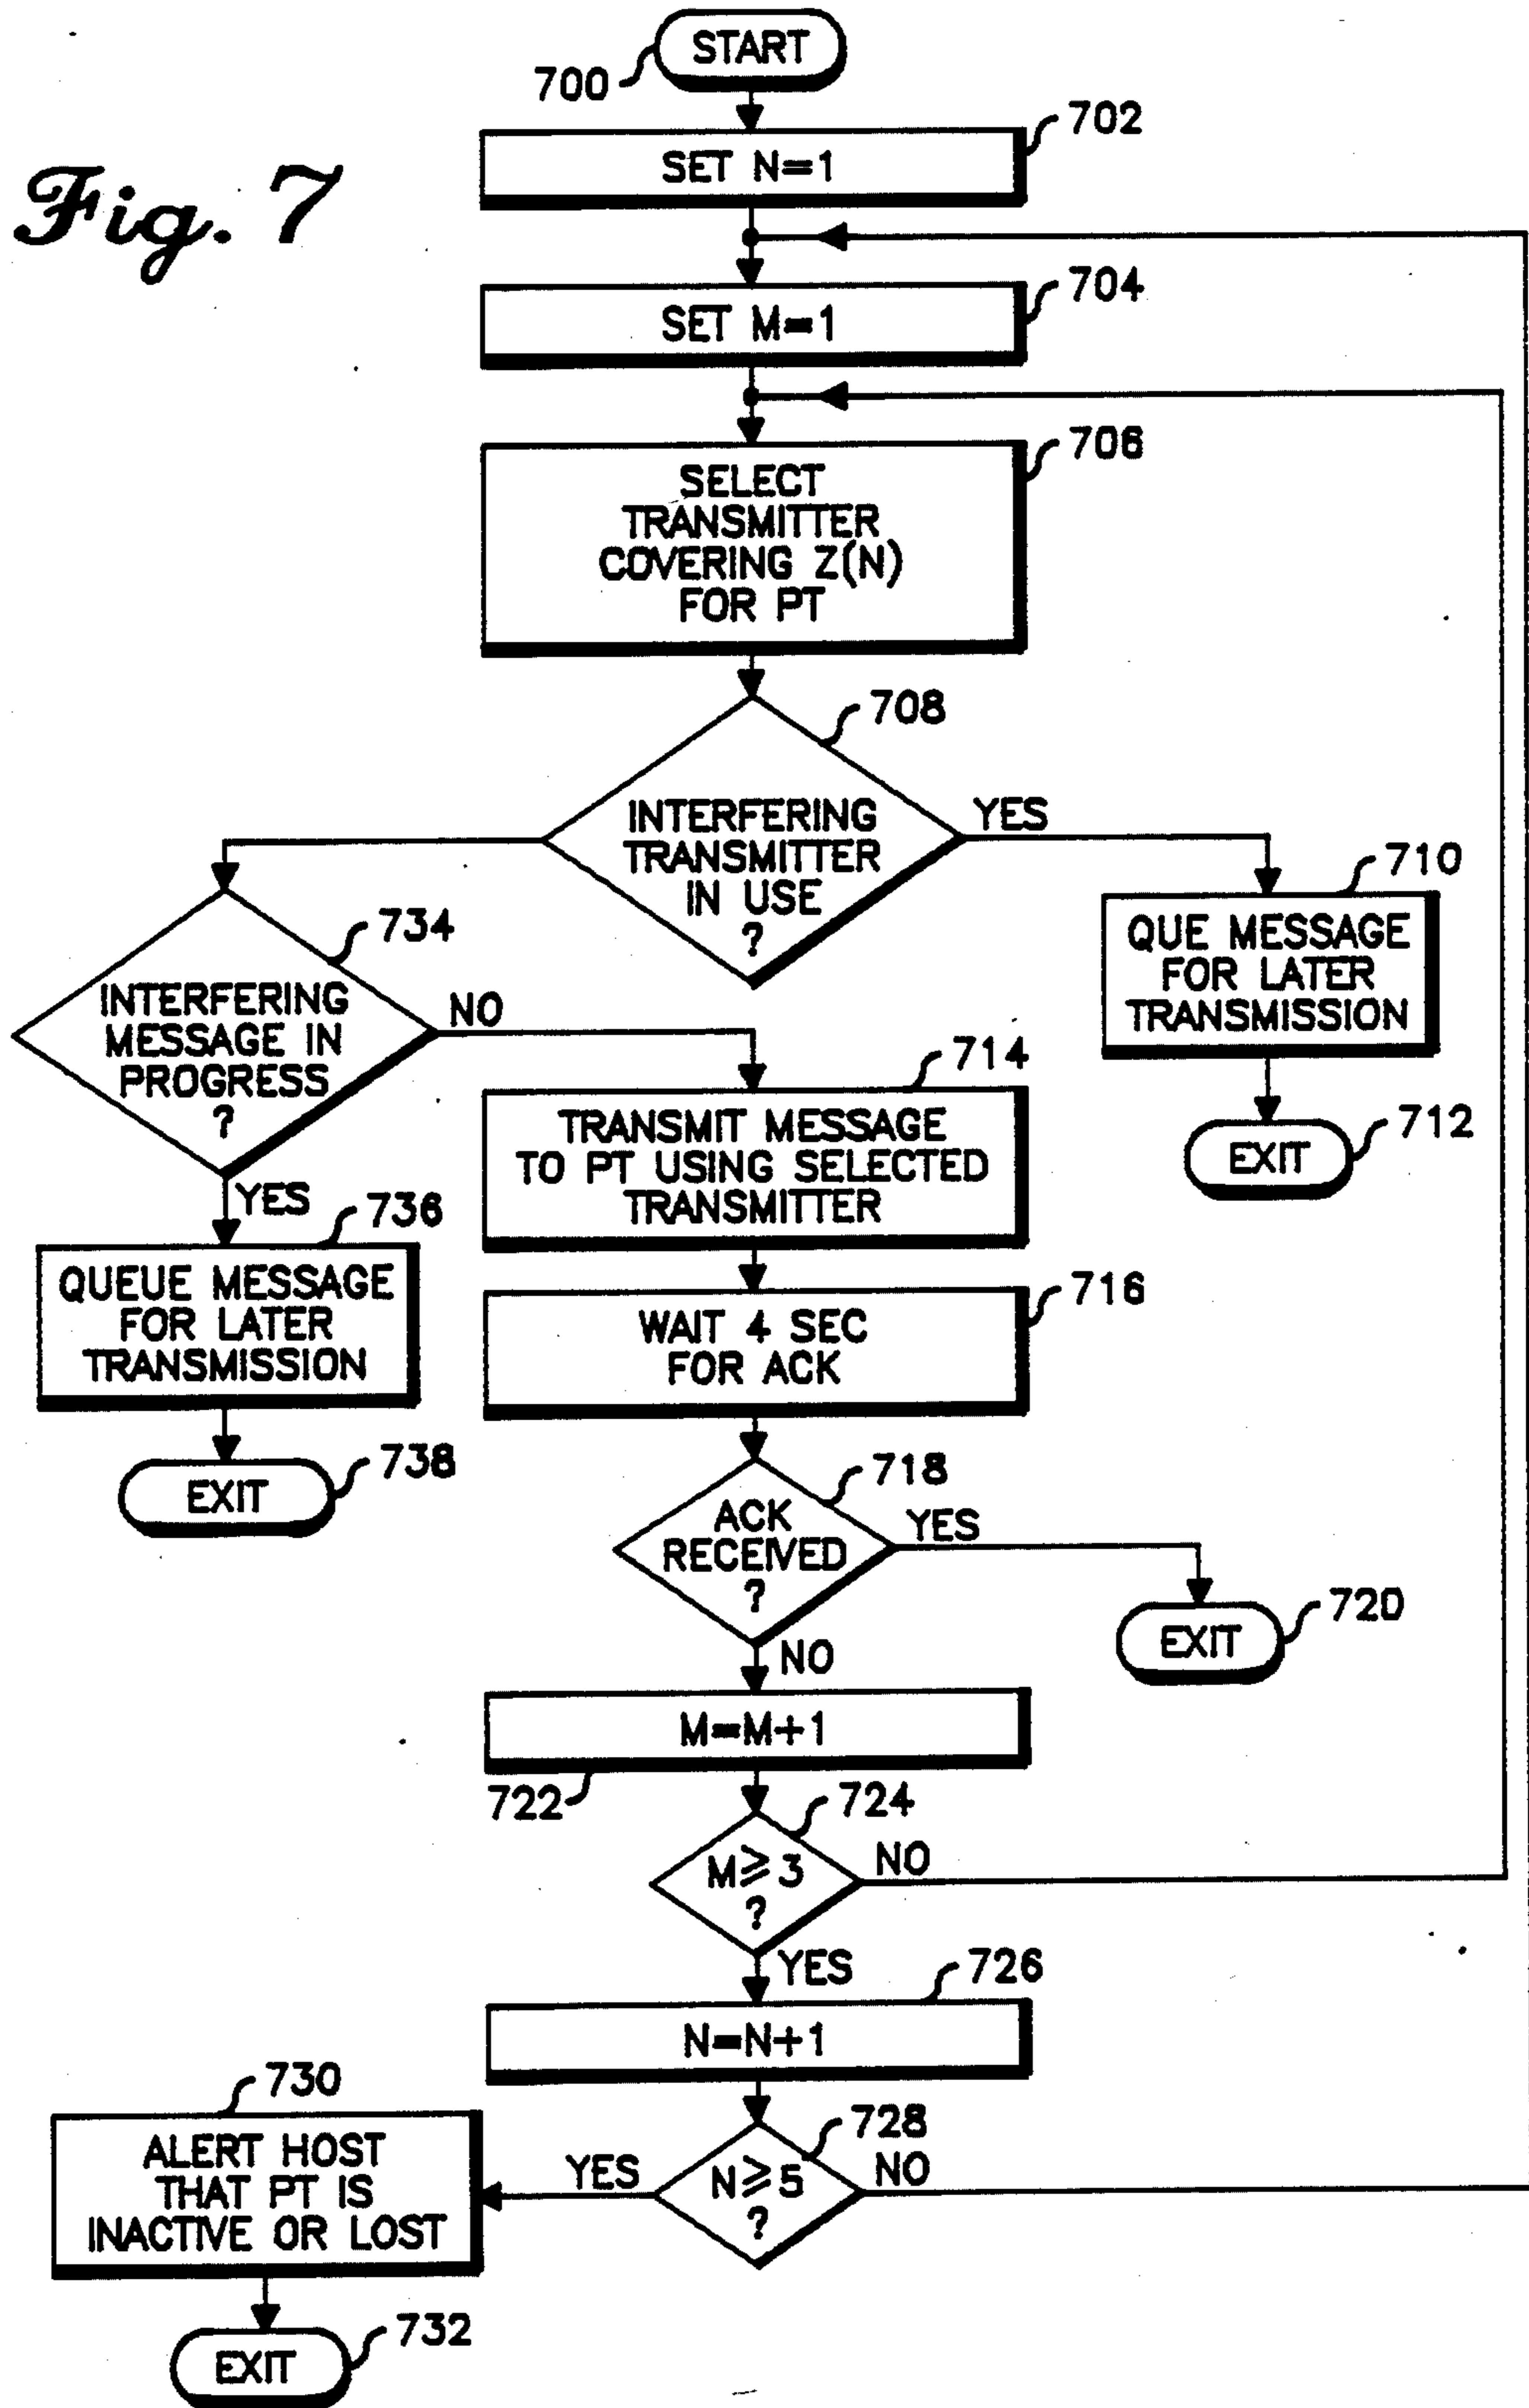 START
700
702
SET N=1
Fig. 7
704
SET M=1
706
SELECT
TRANSMITTER
COVERING Z(N)
FOR PT
708
INTERFERING
TRANSMITTER
IN USE
?
YES
710
QUE MESSAGE
FOR LATER
TRANSMISSION
712
EXIT
734
INTERFERING
MESSAGE IN
PROGRESS
?
NO
YES
714
TRANSMIT MESSAGE
TO PT USING SELECTED
TRANSMITTER
736
QUEUE MESSAGE
FOR LATER
TRANSMISSION
738
EXIT
716
WAIT 4 SEC
FOR ACK
718
ACK
RECEIVED
?
YES
720
EXIT
NO
M=M+1
722
724
M≥3
?
NO
YES
726
N=N+1
728
N≥5
?
NO
YES
730
ALERT HOST
THAT PT IS
INACTIVE OR LOST
732
EXIT